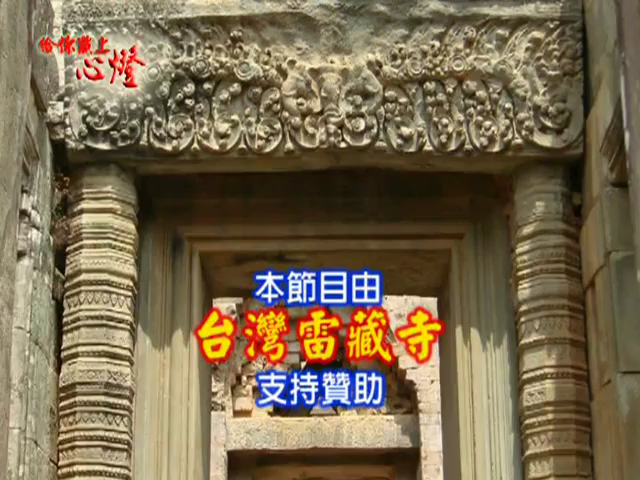 給你點上
心燈
本節目由
台灣雷藏寺
支持贊助